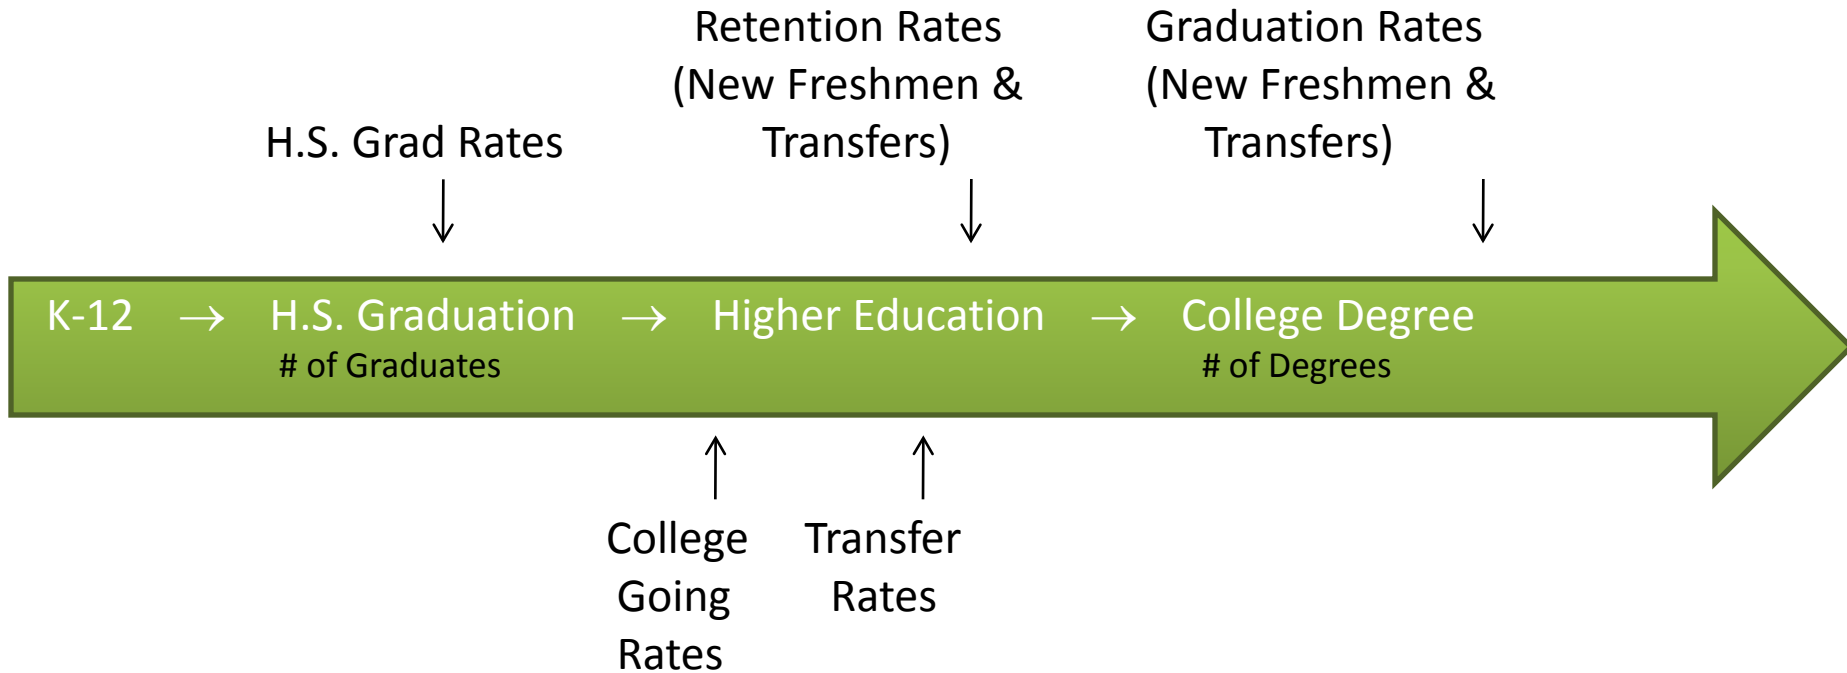 Retention Rates
(New Freshmen &
Transfers)
Graduation Rates
(New Freshmen &
Transfers)
H.S. Grad Rates
K-12 → H.S. Graduation → Higher Education → College Degree
# of Graduates
# of Degrees
College
Going
Rates
Transfer
Rates